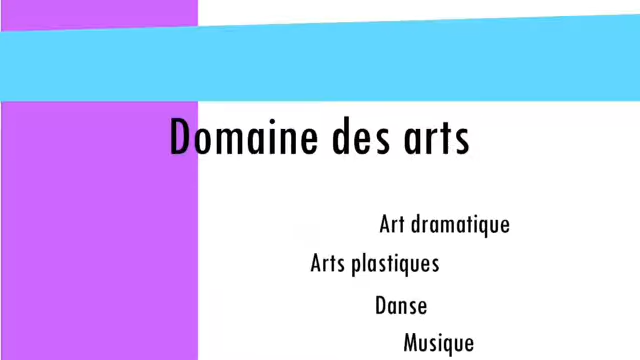 Domaine des arts
Art dramatique
Arts plastiques
Danse
Musique